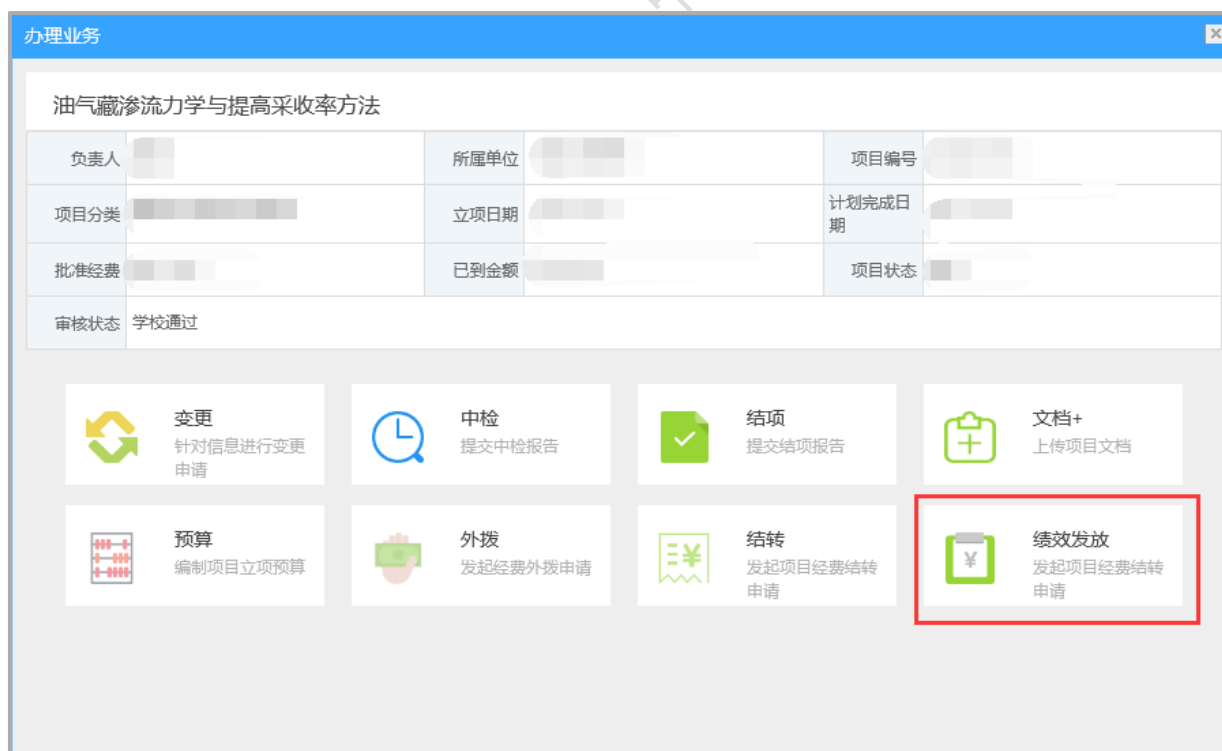 办理业务
油气藏渗流力学与提高采收率方法
负责人 所属单位 项目编号
项目分类 立项日期 计划完成日
期
批准经费 已到金额 项目状态
审核状态 学校通过
变更 中检 结项 文档+
针对信息进行变更 提交中检报告 提交结项报告 上传项目文档
申请
预算 外拨 结转 绩效发放
编制项目立项预算 发起经费外拨申请 发起项目经费结转 发起项目经费结转
申请 申请